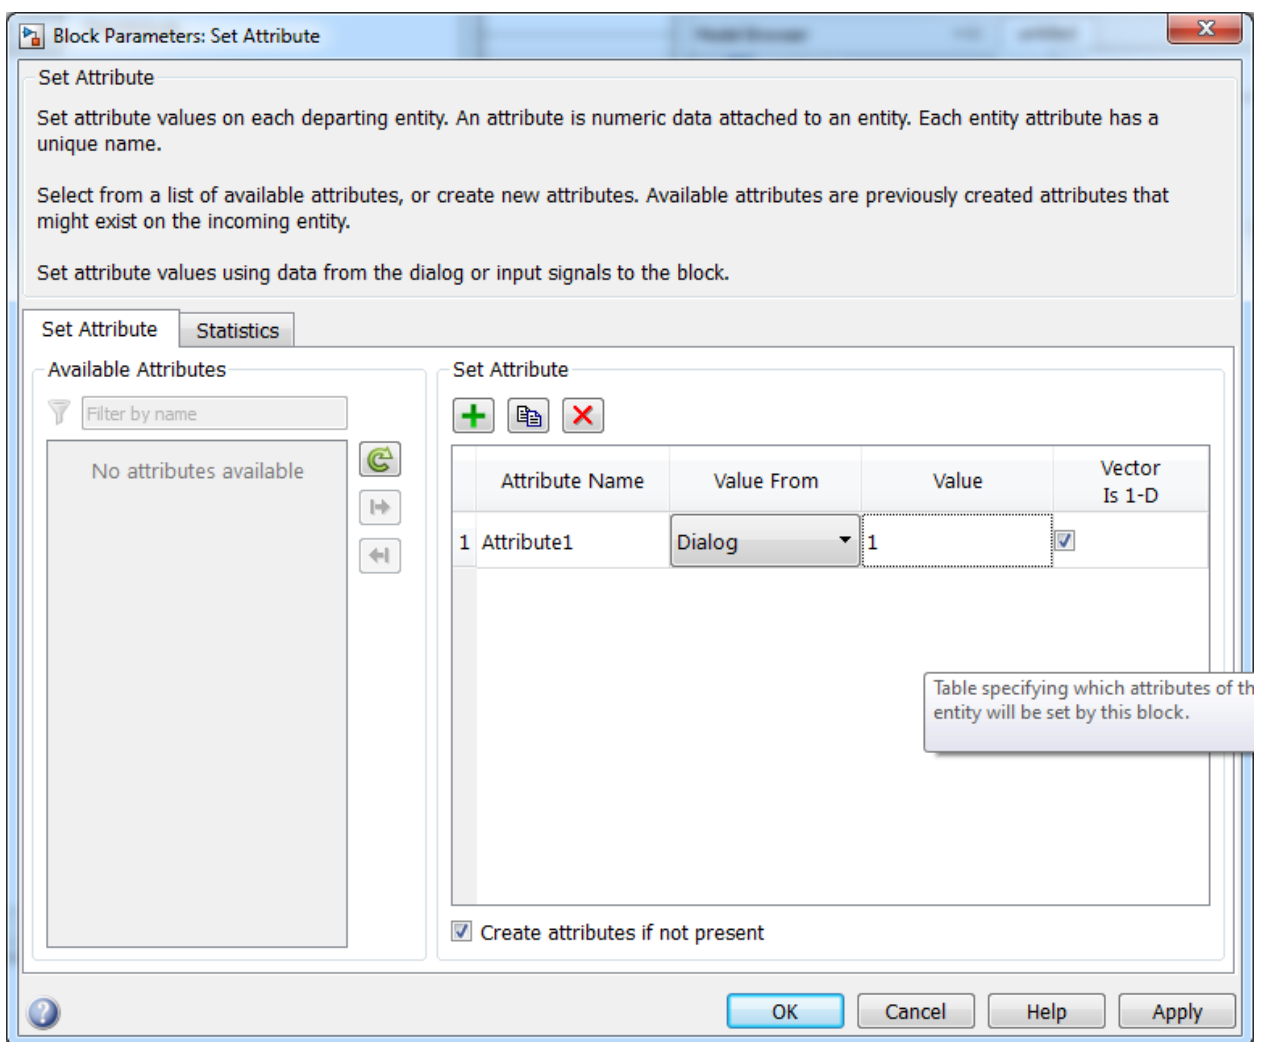 Block Parameters: Set Attribute
Set Attribute
Set attribute values on each departing entity. An attribute is numeric data attached to an entity. Each entity attribute has a
unique name.
Select from a list of available attributes, or create new attributes. Available attributes are previously created attributes that
might exist on the incoming entity.
Set attribute values using data from the dialog or input signals to the block.
Set Attribute
Statistics
Available Attributes
Filter by name
No attributes available
Set Attribute
Attribute Name
Value From
Value
Vector
Is 1-D
1
Attribute1
Dialog
1
Table specifying which attributes of th
entity will be set by this block.
Create attributes if not present
OK
Cancel
Help
Apply